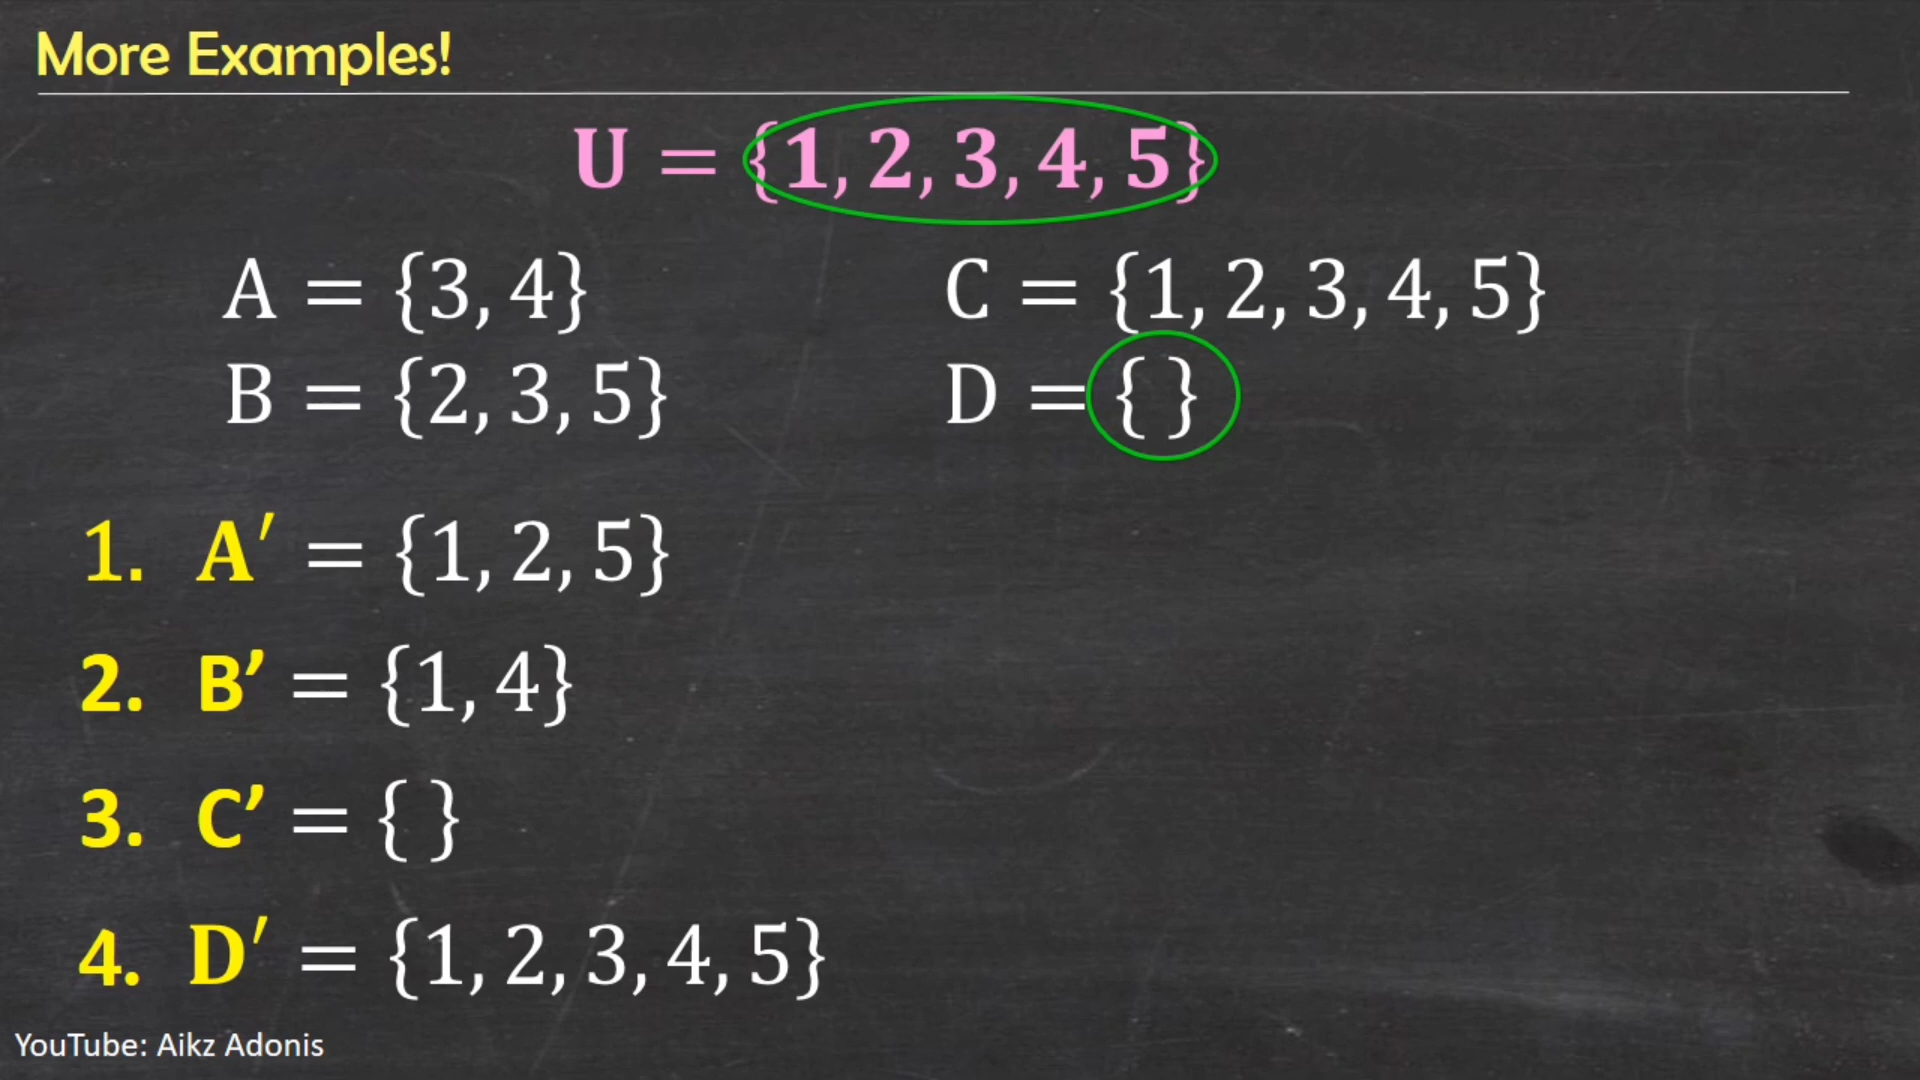 More Examples!
U = {1, 2, 3, 4, 5}
A = {3, 4}
C = {1, 2, 3, 4, 5}
B = {2, 3, 5}
D = { }
1. A′ = {1, 2, 5}
2. B’ = {1, 4}
3. C’ = { }
4. D′ = {1, 2, 3, 4, 5}
YouTube: Aikz Adonis